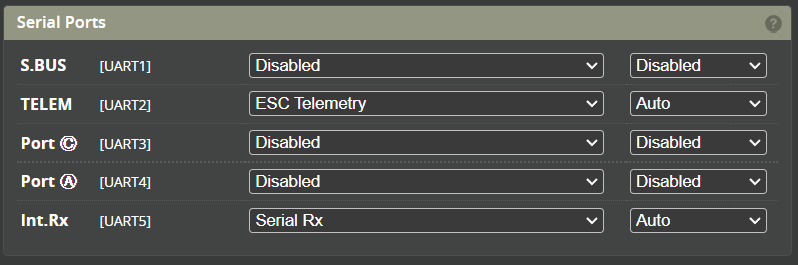 Serial Ports ?
S.BUS [UART1] Disabled Disabled
TELEM [UART2] ESC Telemetry Auto
Port Ⓒ [UART3] Disabled Disabled
Port Ⓐ [UART4] Disabled Disabled
Int.Rx [UART5] Serial Rx Auto